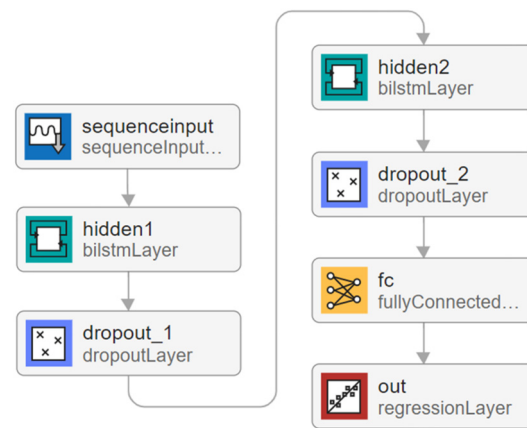 sequenceinput
sequenceInput...
hidden1
bilstmLayer
dropout_1
dropoutLayer
hidden2
bilstmLayer
dropout_2
dropoutLayer
fc
fullyConnected...
out
regressionLayer